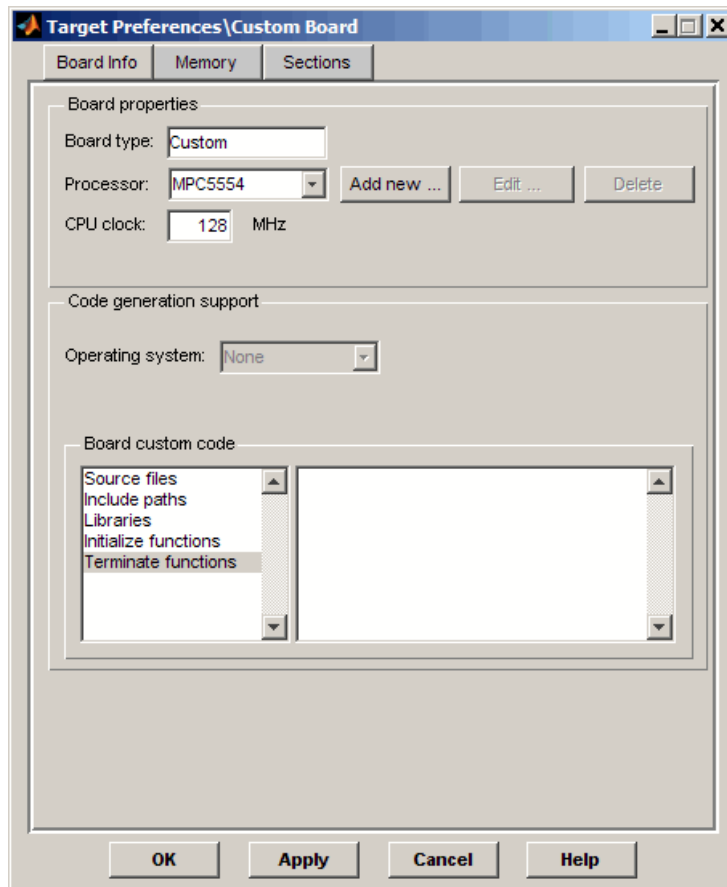 Target Preferences\Custom Board
Board Info Memory Sections
Board properties
Board type: Custom
Processor: MPC5554 Add new ... Edit ... Delete
CPU clock: 128 MHz
Code generation support
Operating system: None
Board custom code
Source files
Include paths
Libraries
Initialize functions
Terminate functions
OK Apply Cancel Help